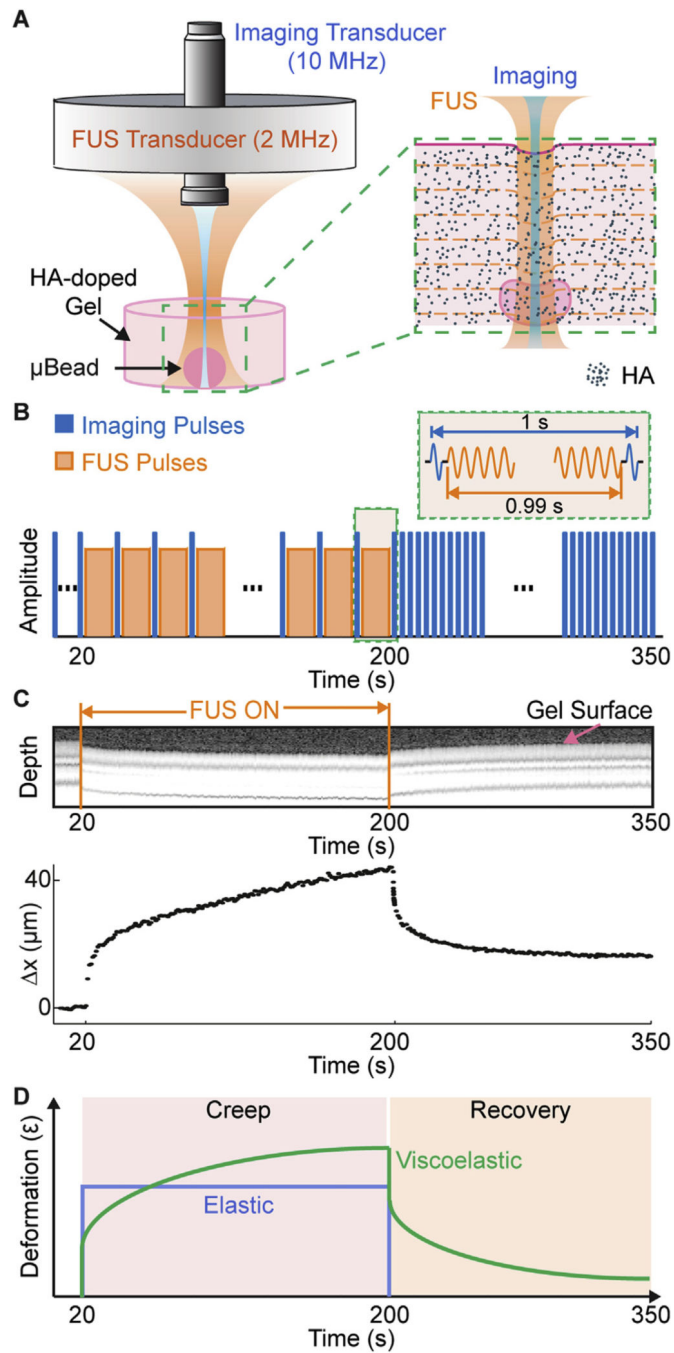 A
Imaging Transducer
(10 MHz)
FUS Transducer (2 MHz)
HA-doped
Gel
µBead
Imaging
FUS
HA
B
Imaging Pulses
FUS Pulses
1 s
0.99 s
Amplitude
...
...
...
20
200
350
Time (s)
C
FUS ON
Gel Surface
Depth
20
200
350
Time (s)
Δx (µm)
40
0
20
200
350
Time (s)
D
Creep
Recovery
Viscoelastic
Elastic
Deformation (ε)
20
200
350
Time (s)